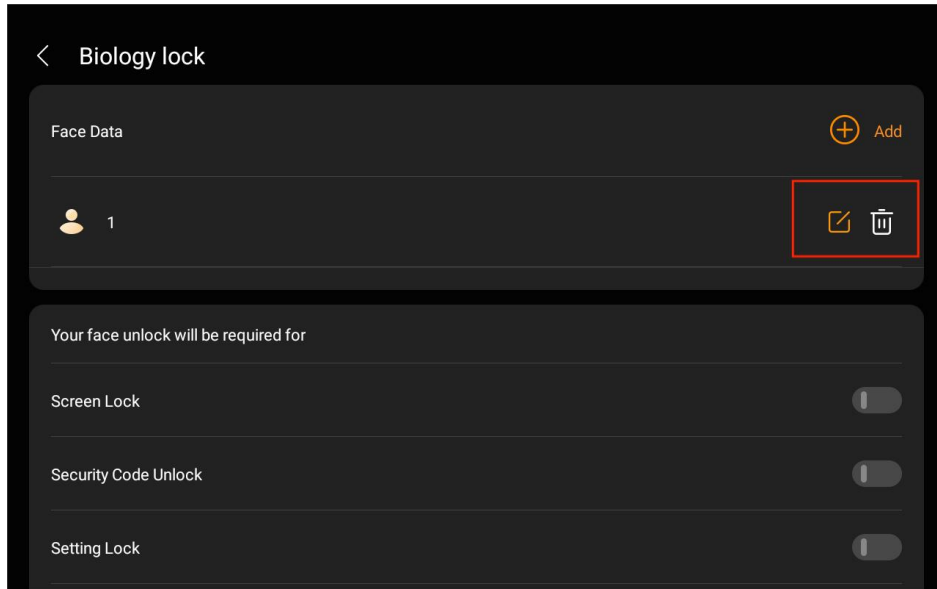 Biology lock
Face Data
Add
1
Your face unlock will be required for
Screen Lock
Security Code Unlock
Setting Lock